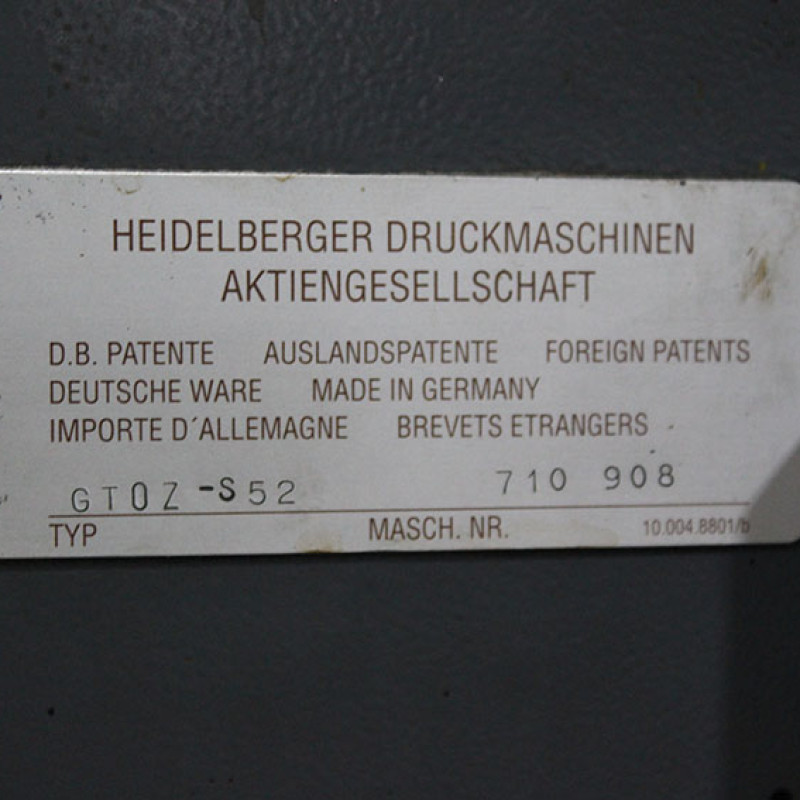 HEIDELBERGER DRUCKMASCHINEN
AKTIENGESELLSCHAFT
D.B. PATENTE AUSLANDSPATENTE FOREIGN PATENTS
DEUTSCHE WARE MADE IN GERMANY
IMPORTE D´ALLEMAGNE BREVETS ETRANGERS
GTOZ-S52 710 908
TYP MASCH. NR. 10.004.8801/b